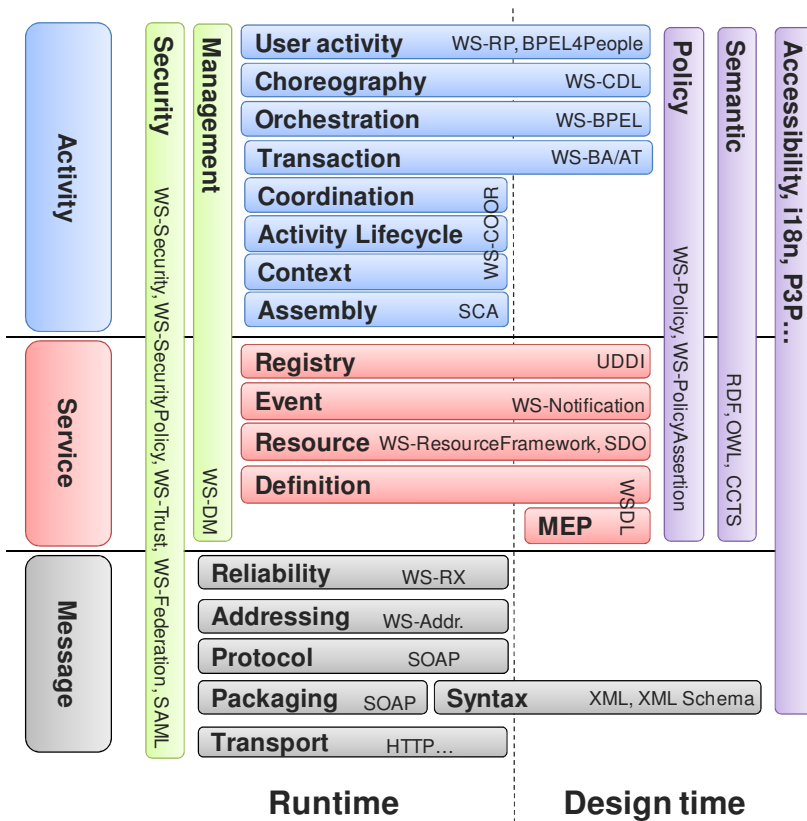 Activity
Service
Message
Security
WS-Security, WS-SecurityPolicy, WS-Trust, WS-Federation, SAML
Management
WS-DM
User activity WS-RP, BPEL4People
Choreography WS-CDL
Orchestration WS-BPEL
Transaction WS-BA/AT
Coordination
Activity Lifecycle
Context
WS-COOR
Assembly SCA
Registry UDDI
Event WS-Notification
Resource WS-ResourceFramework, SDO
Definition
MEP
WSDL
Reliability WS-RX
Addressing WS-Addr.
Protocol SOAP
Packaging SOAP
Syntax XML, XML Schema
Transport HTTP...
Policy
WS-Policy, WS-PolicyAssertion
Semantic
RDF, OWL, CCTS
Accessibility, i18n, P3P...
Runtime
Design time